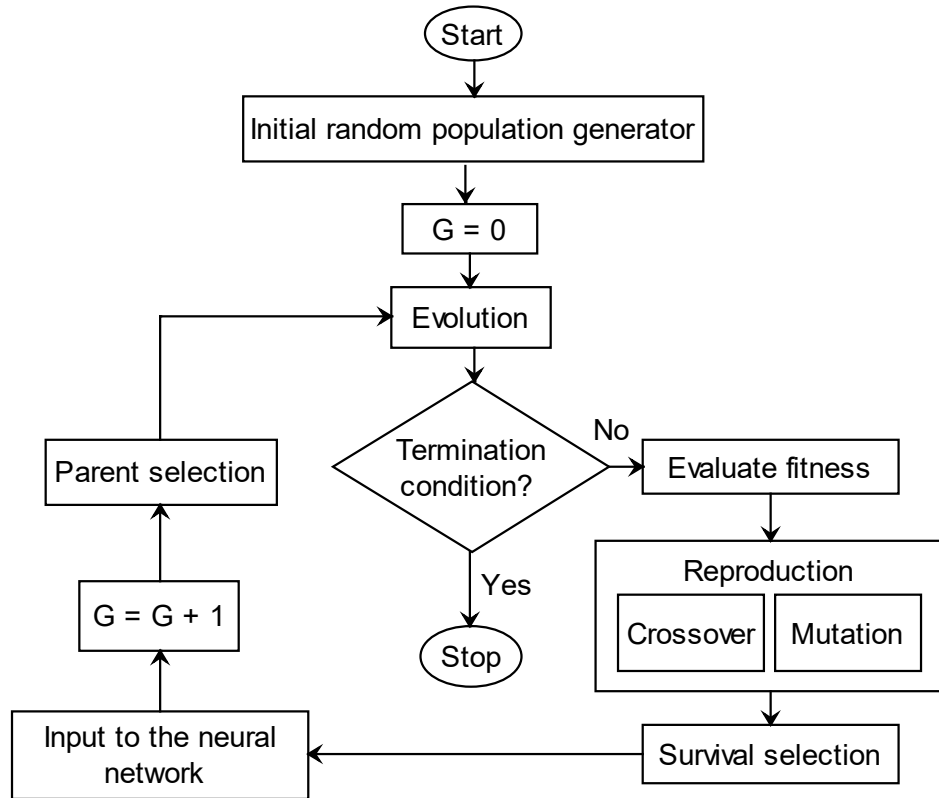 Start
Initial random population generator
G = 0
Evolution
Termination
condition?
No
Yes
Stop
Evaluate fitness
Reproduction
Crossover
Mutation
Survival selection
Input to the neural
network
G = G + 1
Parent selection